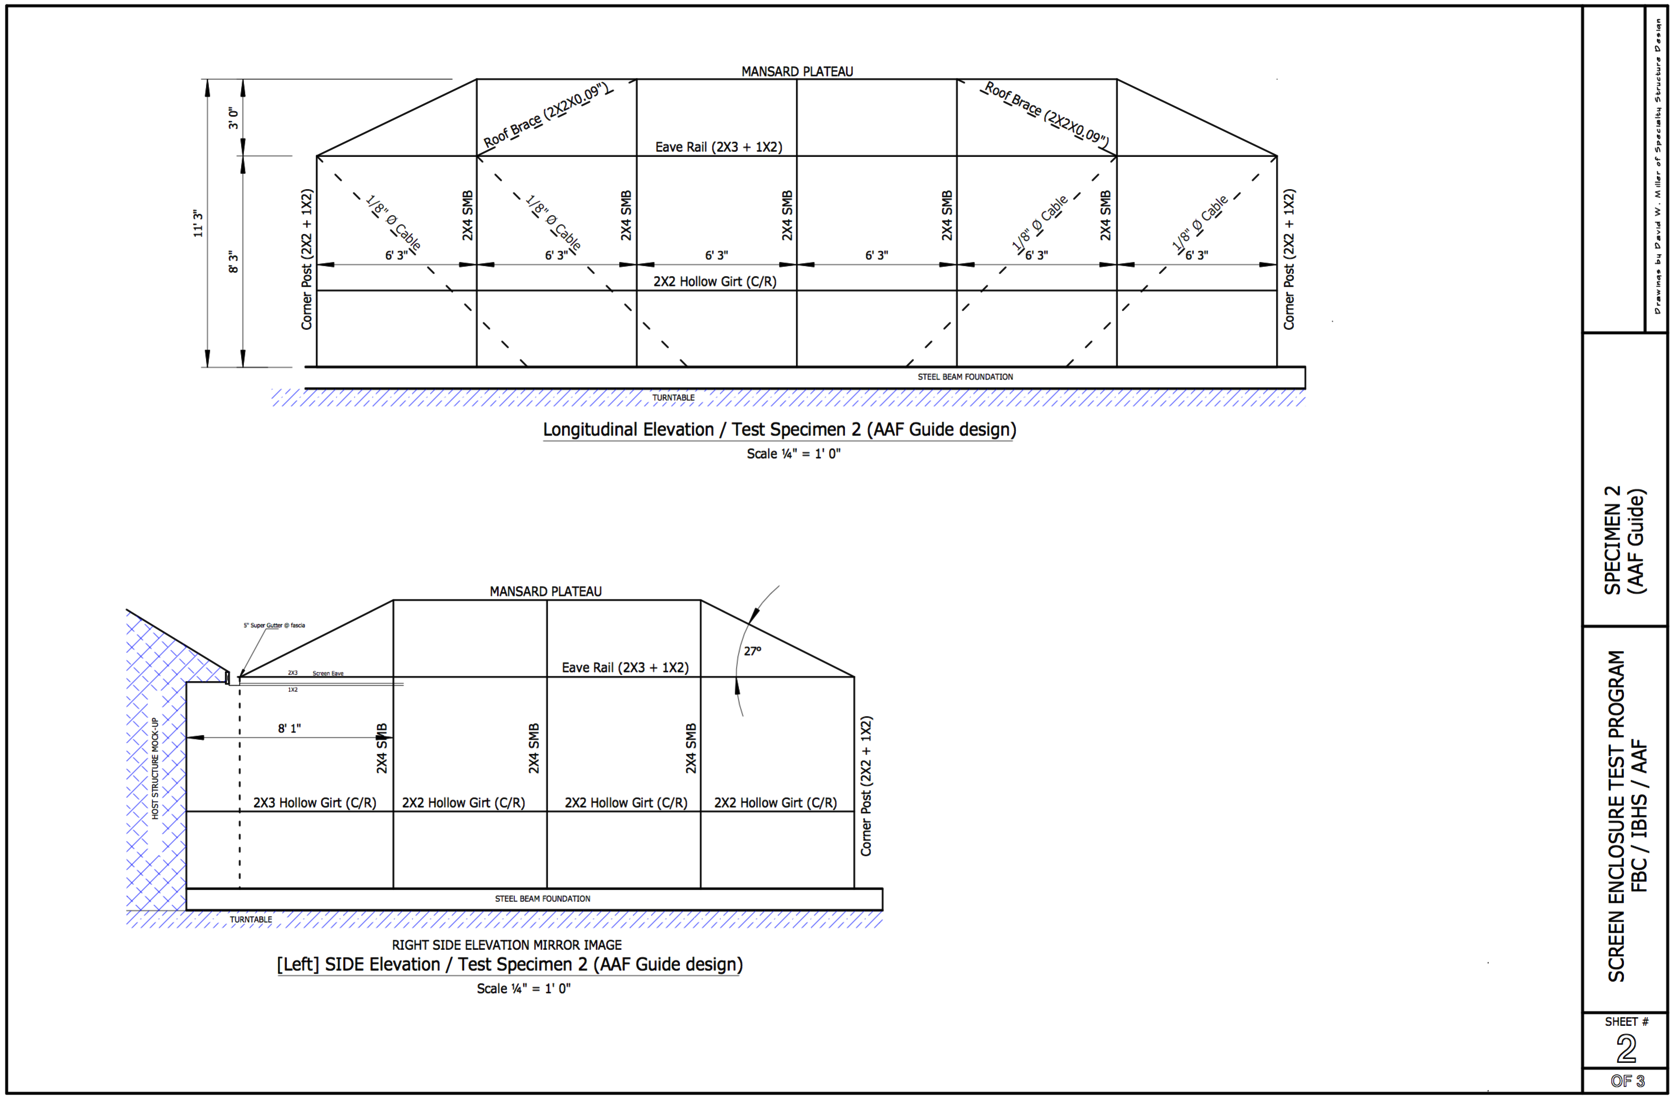 MANSARD PLATEAU
3' 0"
Roof Brace (2X2X0.09")
Roof Brace (2X2X0.09")
Eave Rail (2X3 + 1X2)
11' 3"
8' 3"
Corner Post (2X2 + 1X2)
1/8" Ø Cable
2X4 SMB
1/8" Ø Cable
2X4 SMB
2X4 SMB
2X4 SMB
1/8" Ø Cable
2X4 SMB
1/8" Ø Cable
Corner Post (2X2 + 1X2)
6' 3"
6' 3"
6' 3"
6' 3"
6' 3"
6' 3"
2X2 Hollow Girt (C/R)
STEEL BEAM FOUNDATION
TURNTABLE
Longitudinal Elevation / Test Specimen 2 (AAF Guide design)
Scale ¼" = 1' 0"
MANSARD PLATEAU
5" Super Gutter @ fascia
27º
Eave Rail (2X3 + 1X2)
2X3
Screen Eave
1X2
HOST STRUCTURE MOCK-UP
8' 1"
2X4 SMB
2X4 SMB
2X4 SMB
Corner Post (2X2 + 1X2)
2X3 Hollow Girt (C/R)
2X2 Hollow Girt (C/R)
2X2 Hollow Girt (C/R)
2X2 Hollow Girt (C/R)
STEEL BEAM FOUNDATION
TURNTABLE
RIGHT SIDE ELEVATION MIRROR IMAGE
[Left] SIDE Elevation / Test Specimen 2 (AAF Guide design)
Scale ¼" = 1' 0"
Drawings by David W. Miller of Specialty Structure Design
SPECIMEN 2
(AAF Guide)
SCREEN ENCLOSURE TEST PROGRAM
FBC / IBHS / AAF
SHEET #
2
OF 3